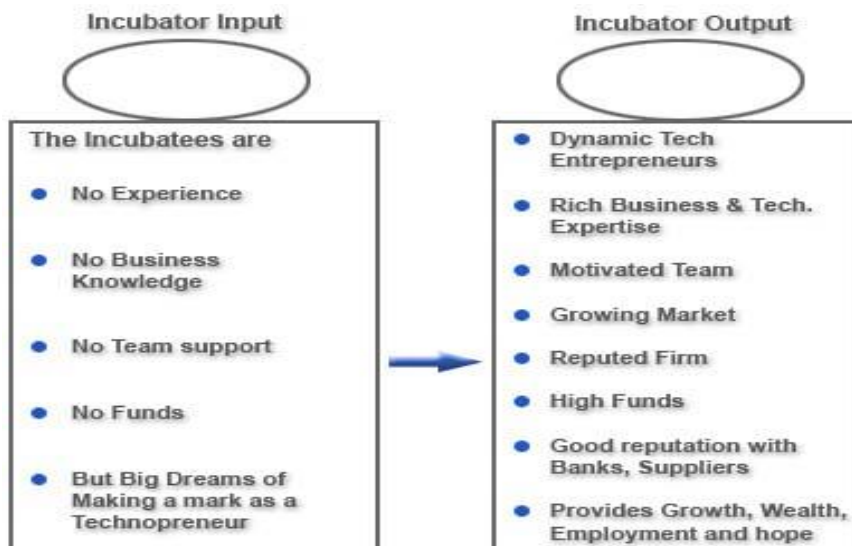 Incubator Input
The Incubatees are
No Experience
No Business
Knowledge
No Team support
No Funds
But Big Dreams of
Making a mark as a
Technopreneur
Incubator Output
Dynamic Tech
Entrepreneurs
Rich Business & Tech.
Expertise
Motivated Team
Growing Market
Reputed Firm
High Funds
Good reputation with
Banks, Suppliers
Provides Growth, Wealth,
Employment and hope